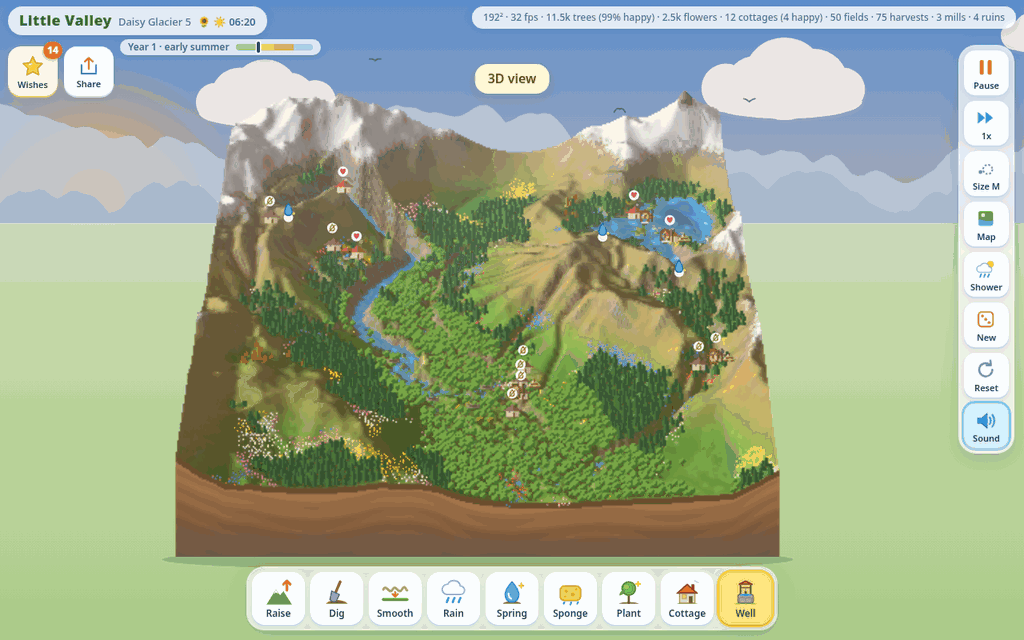 Little Valley Daisy Glacier 5 06:20
192² · 32 fps · 11.5k trees (99% happy) · 2.5k flowers · 12 cottages (4 happy) · 50 fields · 75 harvests · 3 mills · 4 ruins
Year 1 · early summer
14
Wishes
Share
3D view
Pause
1x
Size M
Map
Shower
New
Reset
Sound
Raise
Dig
Smooth
Rain
Spring
Sponge
Plant
Cottage
Well